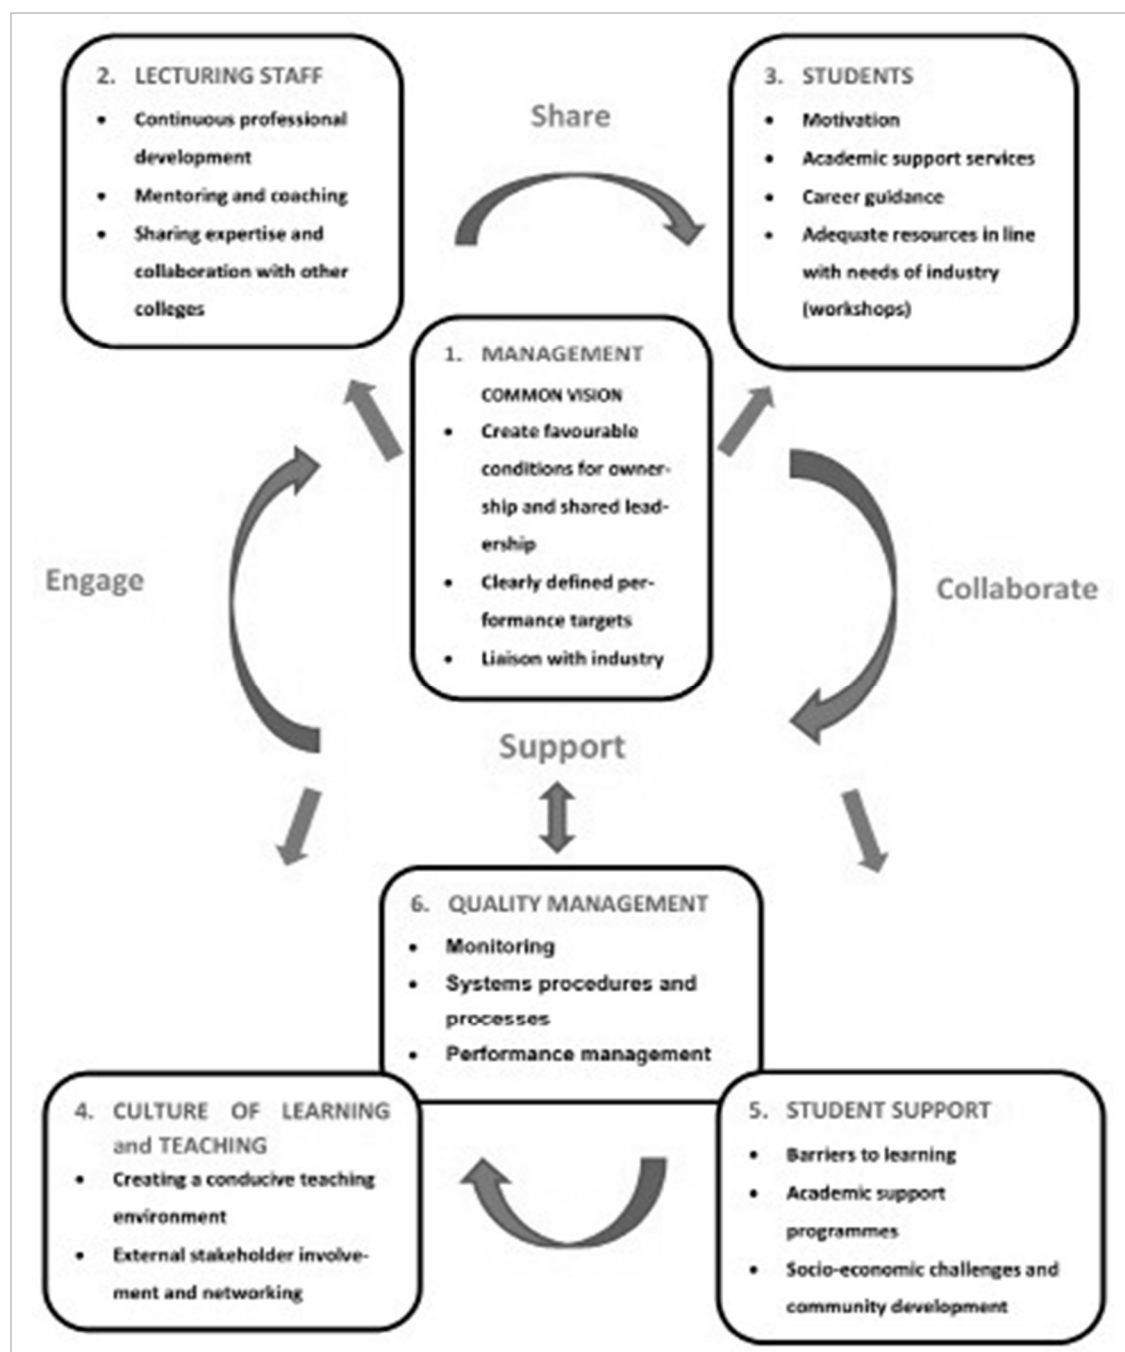 2. LECTURING STAFF
• Continuous professional
development
• Mentoring and coaching
• Sharing expertise and
collaboration with other
colleges
Share
3. STUDENTS
• Motivation
• Academic support services
• Career guidance
• Adequate resources in line
with needs of industry
(workshops)
1. MANAGEMENT
COMMON VISION
• Create favourable
conditions for owner-
ship and shared lead-
ership
• Clearly defined per-
formance targets
• Liaison with industry
Engage
Collaborate
Support
6. QUALITY MANAGEMENT
• Monitoring
• Systems procedures and
processes
• Performance management
4. CULTURE OF LEARNING
and TEACHING
• Creating a conducive teaching
environment
• External stakeholder involve-
ment and networking
5. STUDENT SUPPORT
• Barriers to learning
• Academic support
programmes
• Socio-economic challenges and
community development